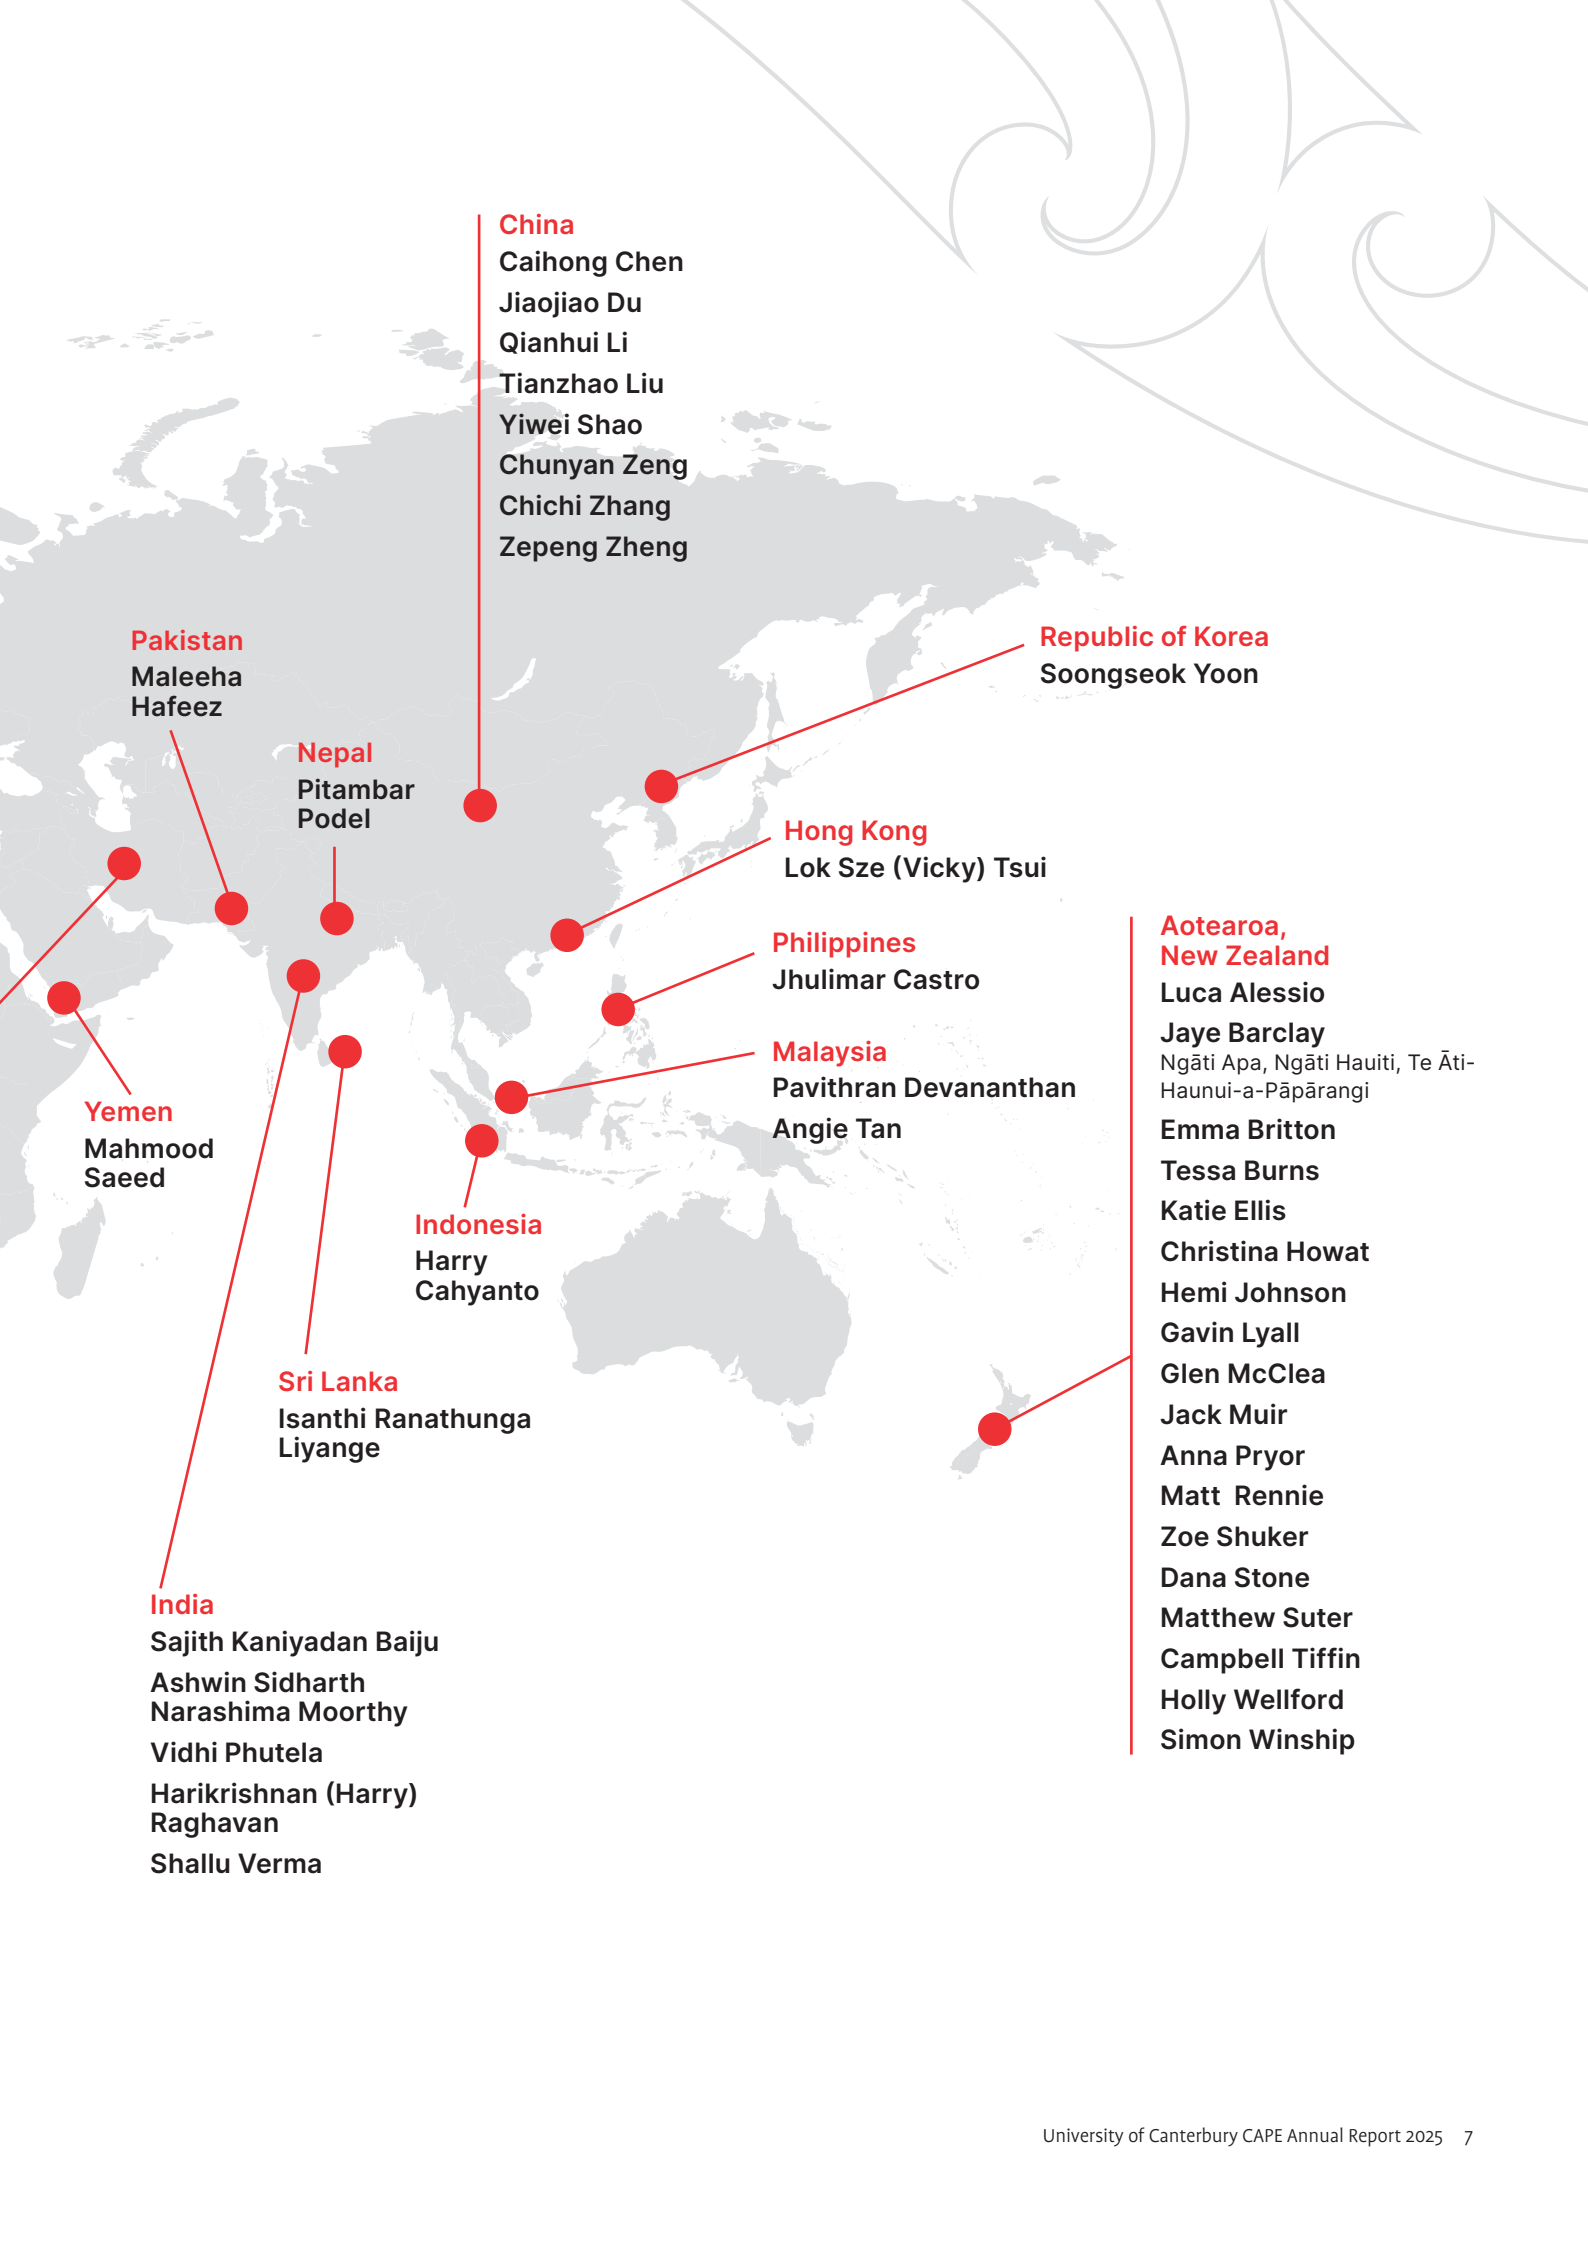 China
Caihong Chen
Jiaojiao Du
Qianhui Li
Tianzhao Liu
Yiwei Shao
Chunyan Zeng
Chichi Zhang
Zepeng Zheng
Pakistan
Maleeha
Hafeez
Nepal
Pitambar
Podel
Republic of Korea
Soongseok Yoon
Hong Kong
Lok Sze (Vicky) Tsui
Philippines
Jhulimar Castro
Malaysia
Pavithran Devananthan
Angie Tan
Yemen
Mahmood
Saeed
Indonesia
Harry
Cahyanto
Sri Lanka
Isanthi Ranathunga
Liyange
India
Sajith Kaniyadan Baiju
Ashwin Sidharth
Narashima Moorthy
Vidhi Phutela
Harikrishnan (Harry)
Raghavan
Shallu Verma
Aotearoa,
New Zealand
Luca Alessio
Jaye Barclay
Ngāti Apa, Ngāti Hauiti, Te Āti-
Haunui-a-Pāpārangi
Emma Britton
Tessa Burns
Katie Ellis
Christina Howat
Hemi Johnson
Gavin Lyall
Glen McClea
Jack Muir
Anna Pryor
Matt  Rennie
Zoe Shuker
Dana Stone
Matthew Suter
Campbell Tiffin
Holly Wellford
Simon Winship
University of Canterbury CAPE Annual Report 2025 7